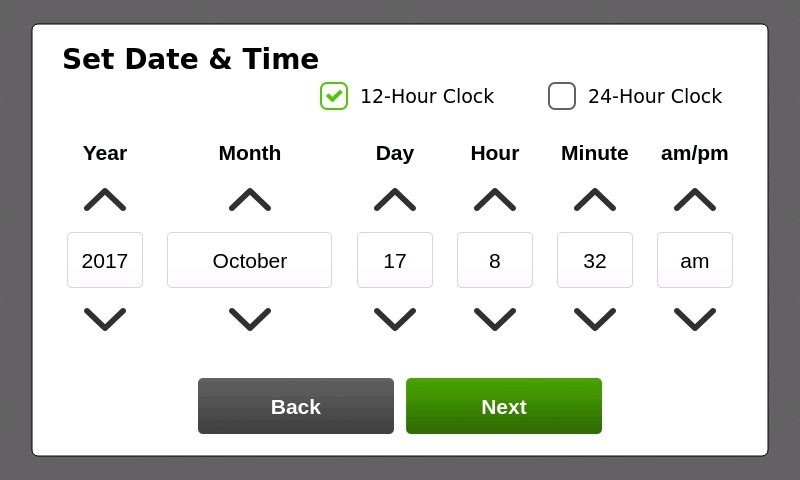 Set Date & Time
12-Hour Clock 24-Hour Clock
Year Month Day Hour Minute am/pm
2017 October 17 8 32 am
Back Next